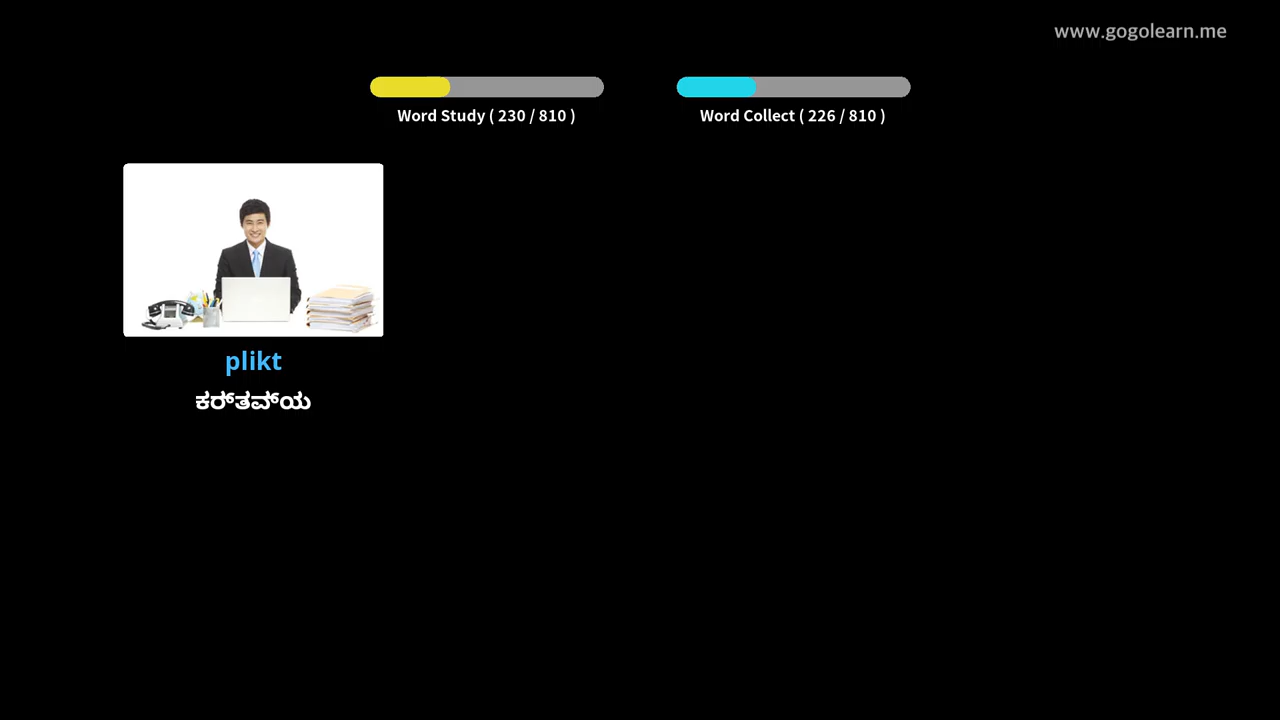 www.gogolearn.me
Word Study ( 230 / 810 )
Word Collect ( 226 / 810 )
plikt
ಕರ್‌ತವ್‌ಯ